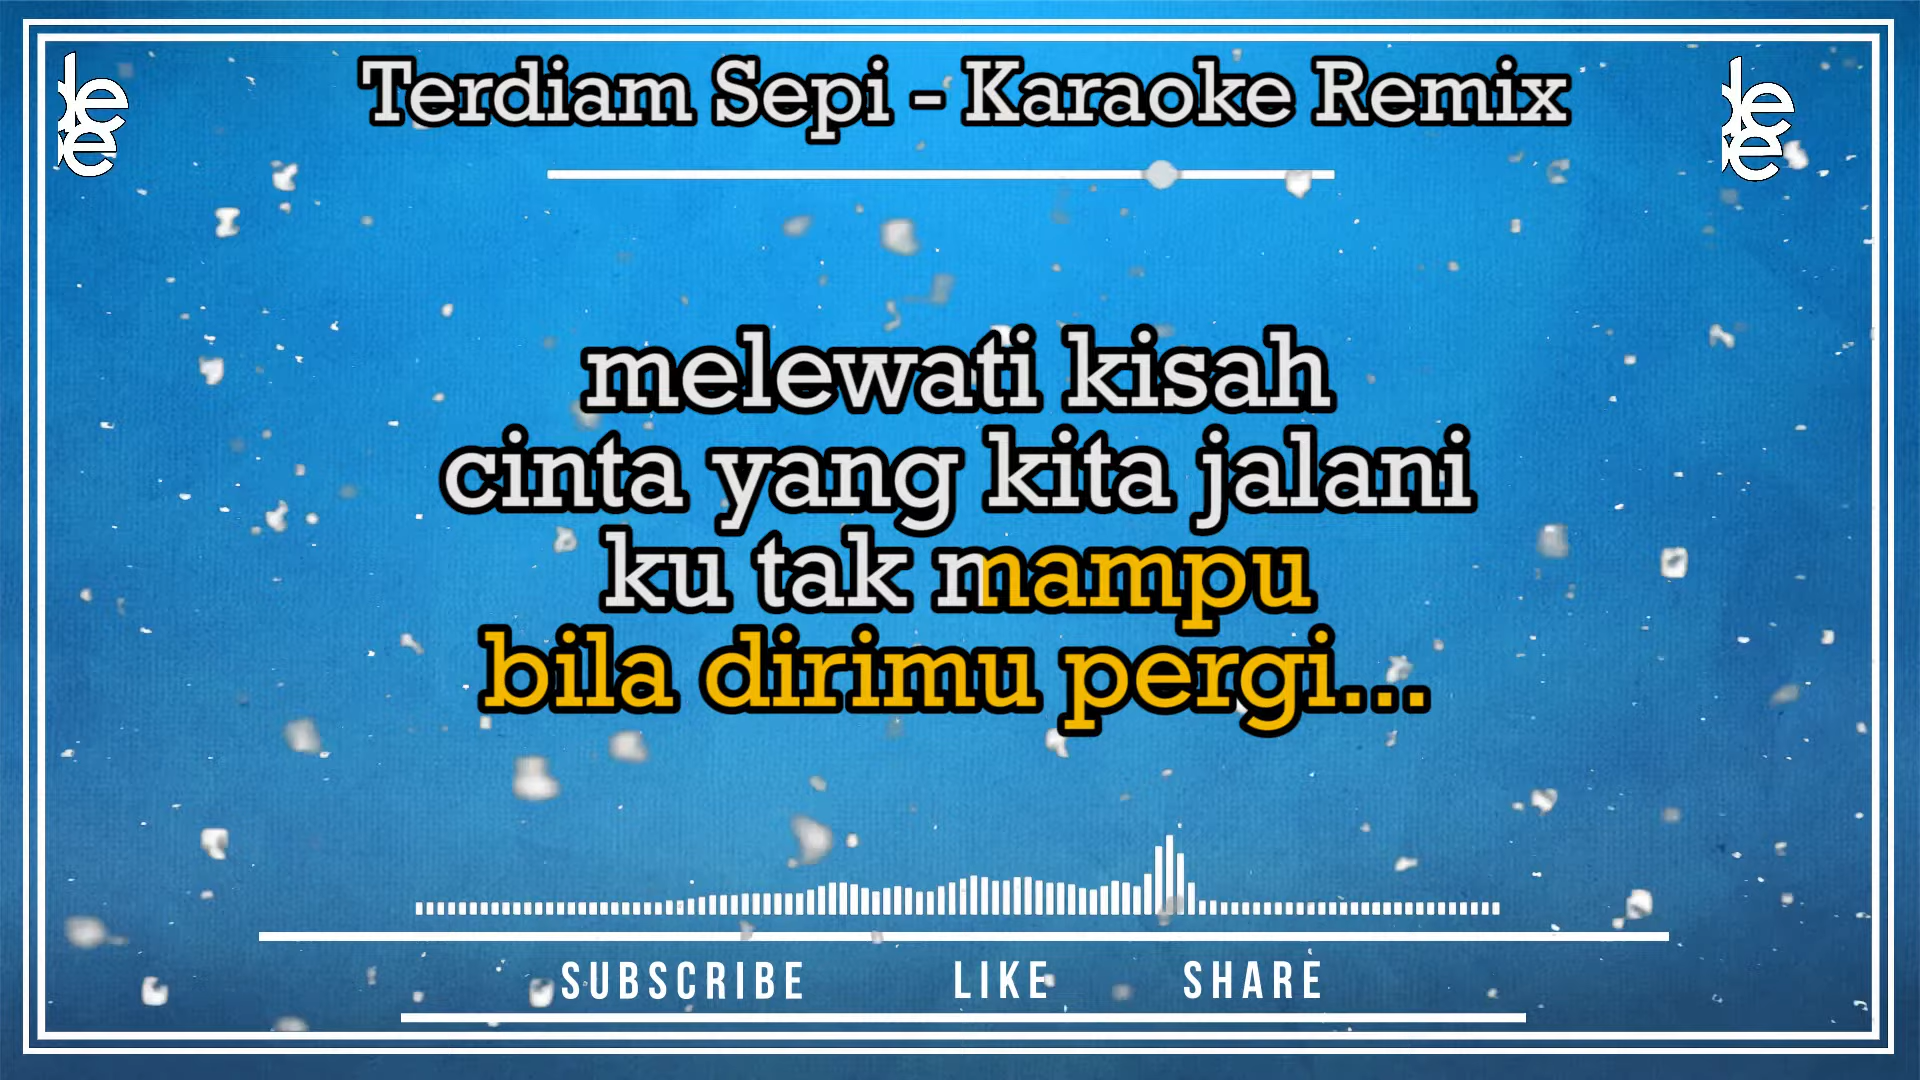 Terdiam Sepi - Karaoke Remix
melewati kisah
cinta yang kita jalani
ku tak mampu
bila dirimu pergi...
SUBSCRIBE LIKE SHARE